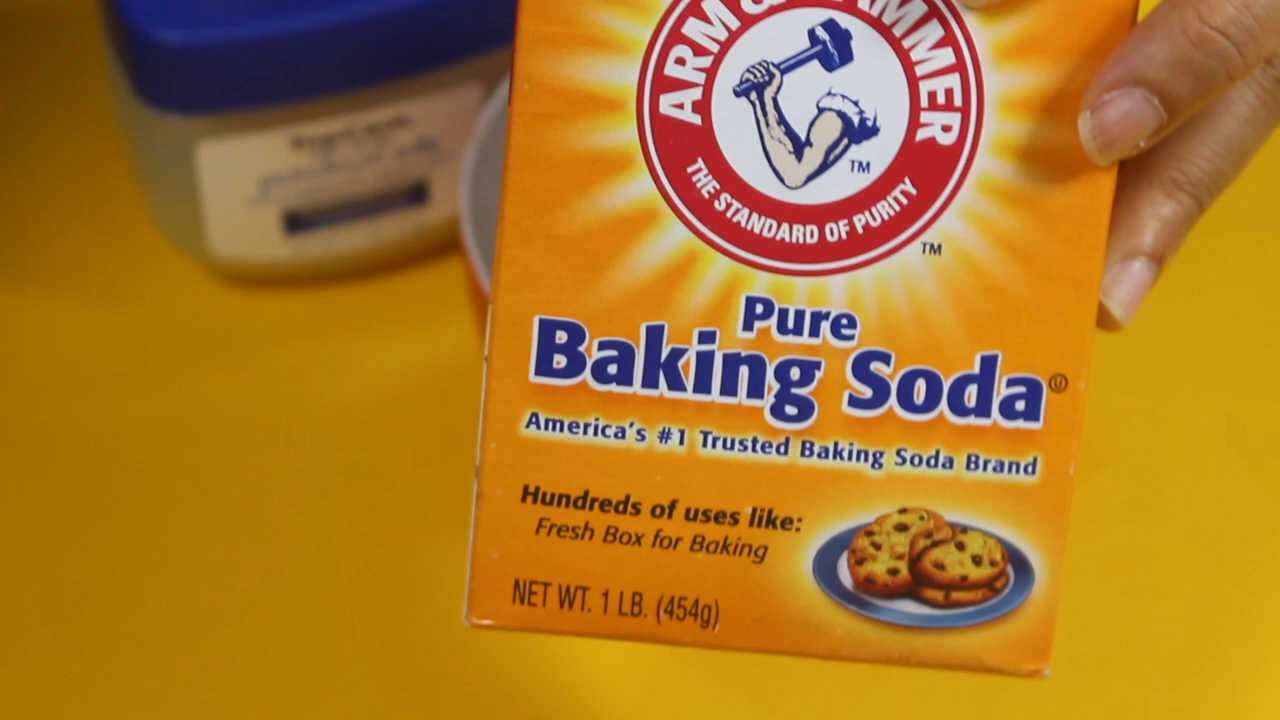 ARM & HAMMER
THE STANDARD OF PURITY
TM
TM
Pure
Baking Soda
America's #1 Trusted Baking Soda Brand
Hundreds of uses like:
Fresh Box for Baking
NET WT. 1 LB. (454g)